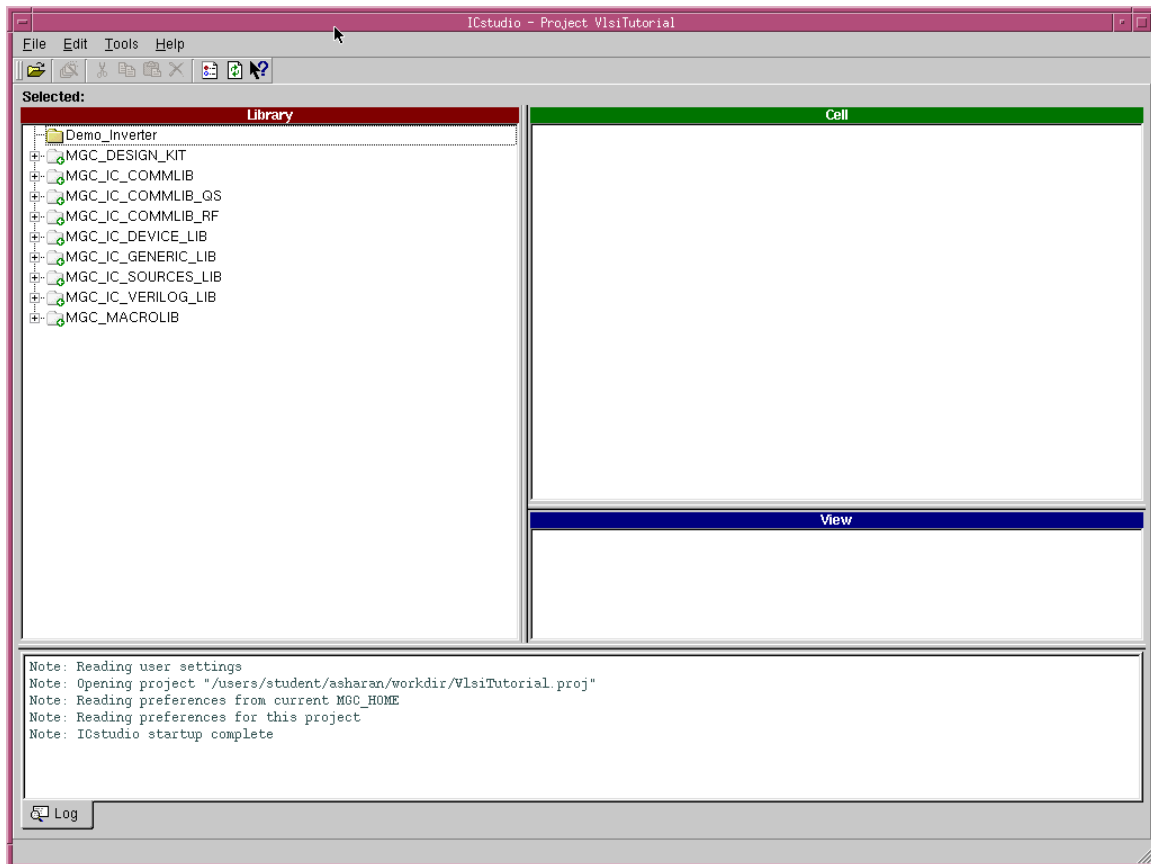 ICstudio - Project VlsiTutorial
File Edit Tools Help
Selected:
Library
Demo_Inverter
MGC_DESIGN_KIT
MGC_IC_COMMLIB
MGC_IC_COMMLIB_QS
MGC_IC_COMMLIB_RF
MGC_IC_DEVICE_LIB
MGC_IC_GENERIC_LIB
MGC_IC_SOURCES_LIB
MGC_IC_VERILOG_LIB
MGC_MACROLIB
Cell
View
Note: Reading user settings
Note: Opening project "/users/student/asharan/workdir/VlsiTutorial.proj"
Note: Reading preferences from current MGC_HOME
Note: Reading preferences for this project
Note: ICstudio startup complete
Log